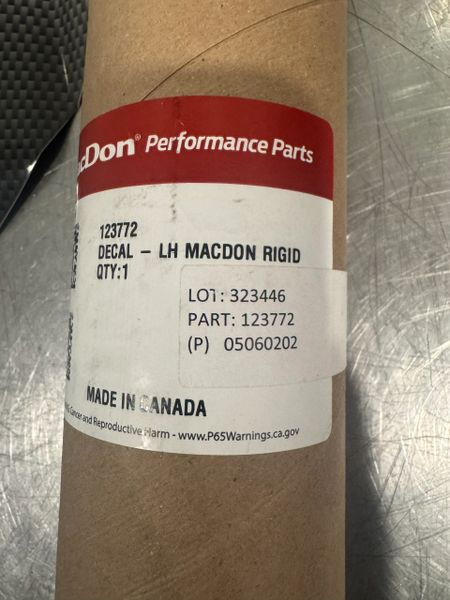 acDon® Performance Parts
123772
DECAL - LH MACDON RIGID
QTY:1
LOT: 323446
PART: 123772
(P) 05060202
MADE IN CANADA
Cancer and Reproductive Harm - www.P65Warnings.ca.gov